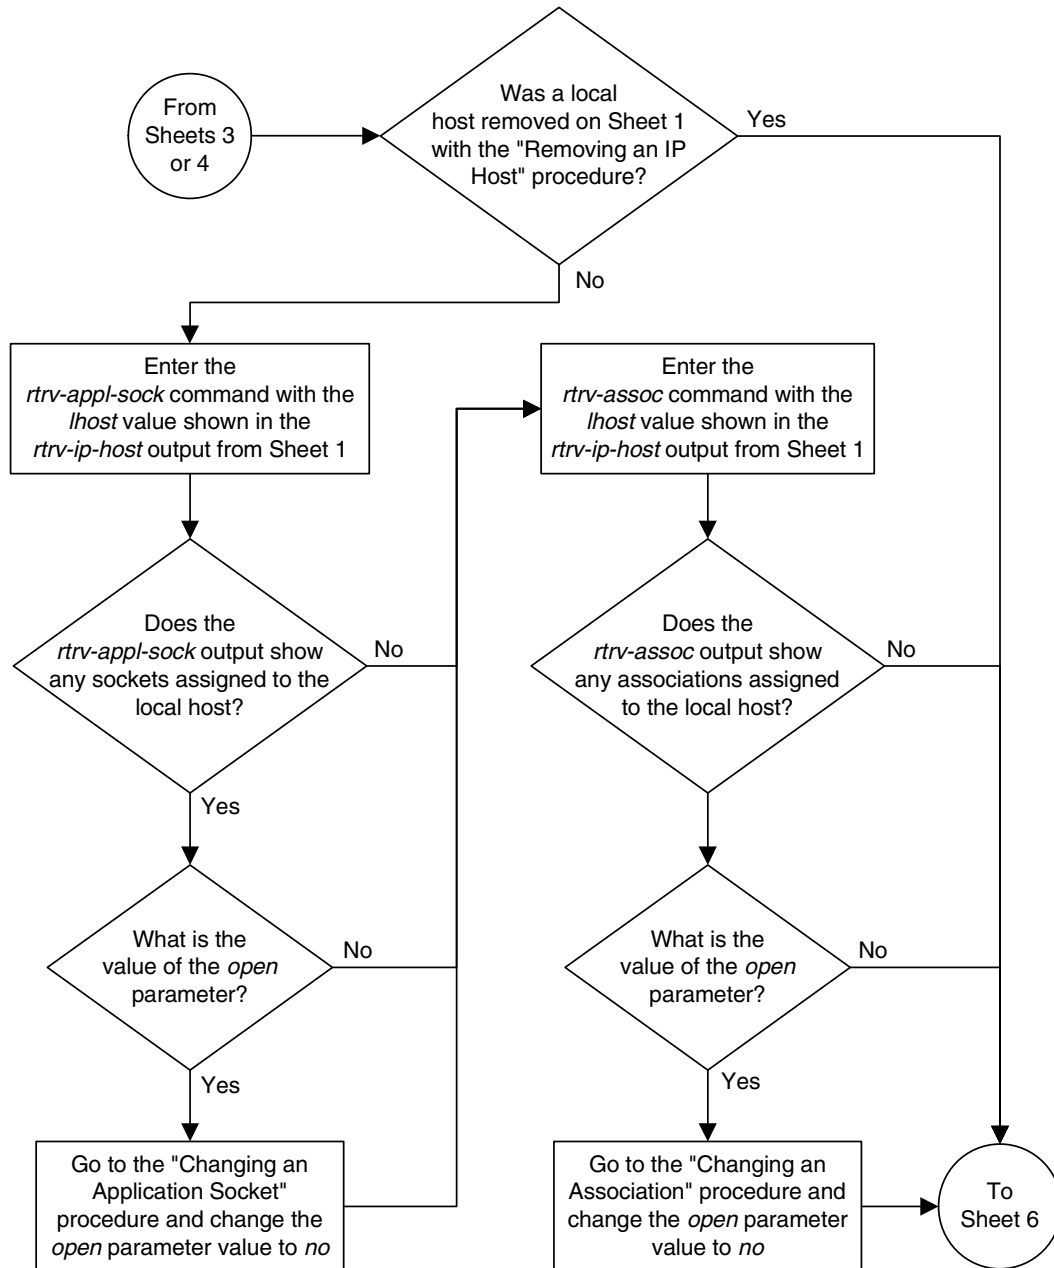 From
Sheets 3
or 4
Was a local
host removed on Sheet 1
with the "Removing an IP
Host" procedure?
Yes
No
Enter the
rtrv-appl-sock command with the
lhost value shown in the
rtrv-ip-host output from Sheet 1
Enter the
rtrv-assoc command with the
lhost value shown in the
rtrv-ip-host output from Sheet 1
Does the
rtrv-appl-sock output show
any sockets assigned to the
local host?
No
Yes
Does the
rtrv-assoc output show
any associations assigned
to the local host?
No
What is the
value of the open
parameter?
No
Yes
What is the
value of the open
parameter?
No
Yes
Go to the "Changing an
Application Socket"
procedure and change the
open parameter value to no
Go to the "Changing an
Association" procedure and
change the open parameter
value to no
To
Sheet 6